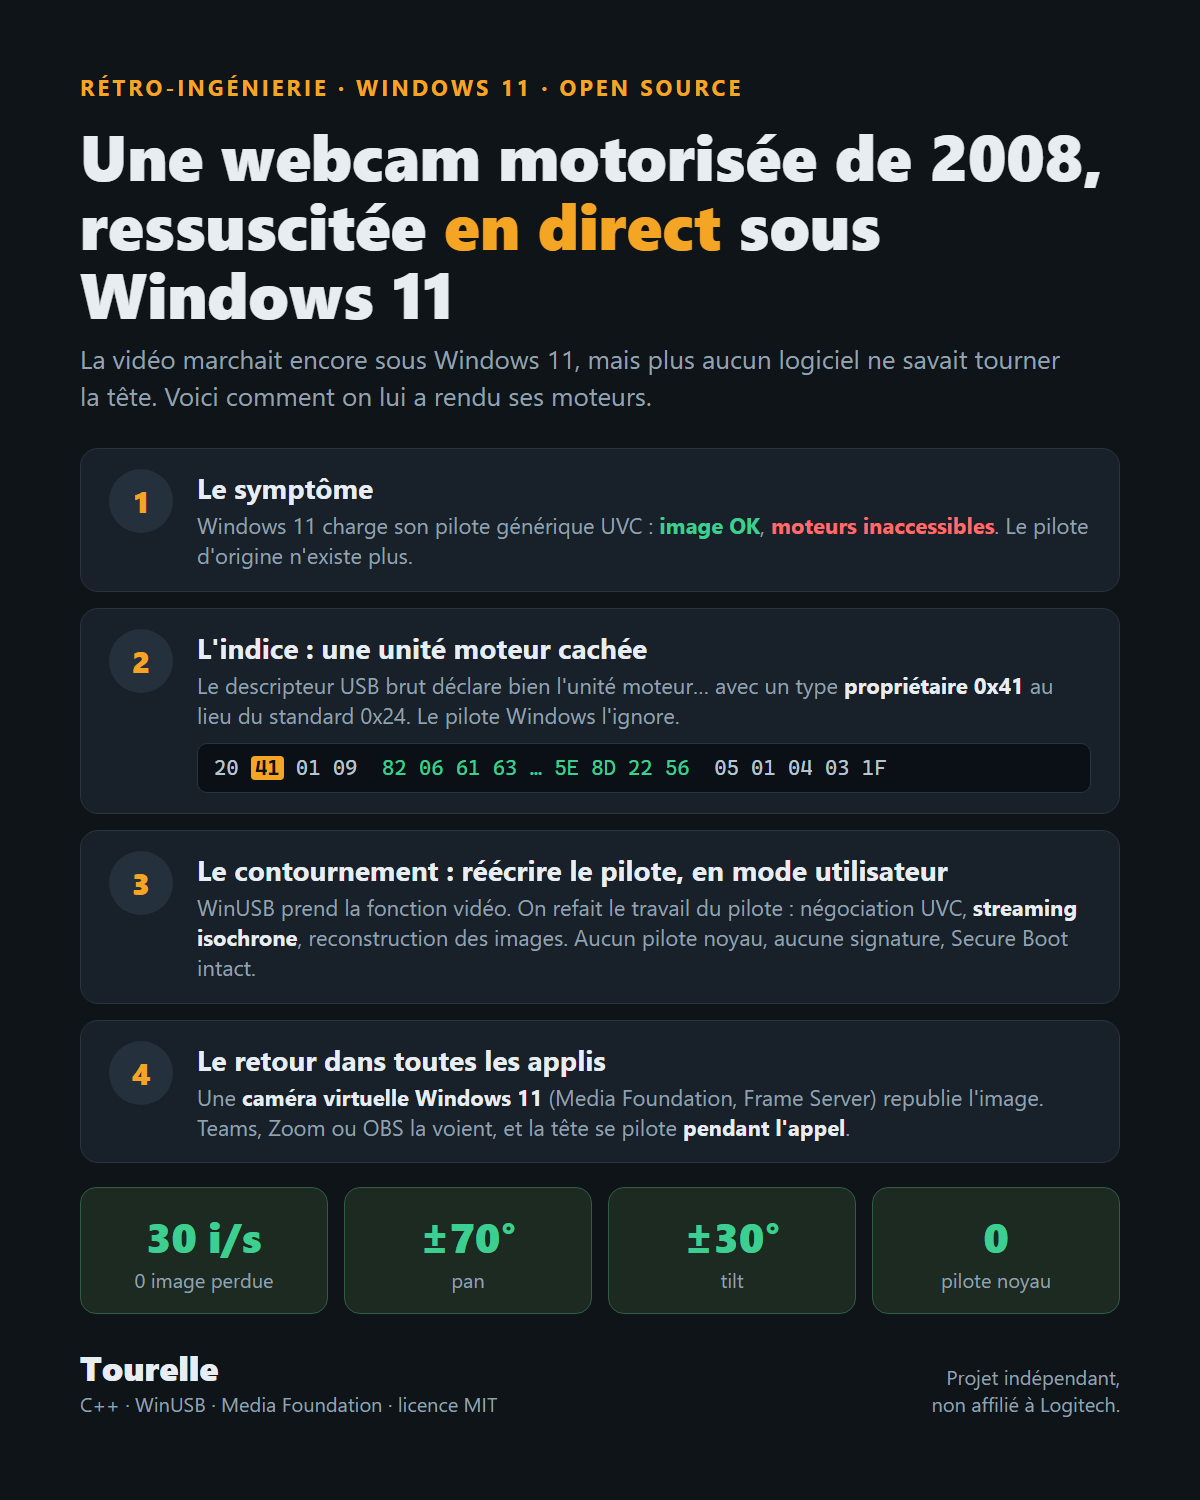 RÉTRO-INGÉNIERIE · WINDOWS 11 · OPEN SOURCE
Une webcam motorisée de 2008,
ressuscitée en direct sous
Windows 11
La vidéo marchait encore sous Windows 11, mais plus aucun logiciel ne savait tourner
la tête. Voici comment on lui a rendu ses moteurs.
1
Le symptôme
Windows 11 charge son pilote générique UVC : image OK, moteurs inaccessibles. Le pilote
d'origine n'existe plus.
2
L'indice : une unité moteur cachée
Le descripteur USB brut déclare bien l'unité moteur… avec un type propriétaire 0x41 au
lieu du standard 0x24. Le pilote Windows l'ignore.
20 41 01 09 82 06 61 63 … 5E 8D 22 56 05 01 04 03 1F
3
Le contournement : réécrire le pilote, en mode utilisateur
WinUSB prend la fonction vidéo. On refait le travail du pilote : négociation UVC, streaming
isochrone, reconstruction des images. Aucun pilote noyau, aucune signature, Secure Boot
intact.
4
Le retour dans toutes les applis
Une caméra virtuelle Windows 11 (Media Foundation, Frame Server) republie l'image.
Teams, Zoom ou OBS la voient, et la tête se pilote pendant l'appel.
30 i/s
0 image perdue
±70°
pan
±30°
tilt
0
pilote noyau
Tourelle
C++ · WinUSB · Media Foundation · licence MIT
Projet indépendant,
non affilié à Logitech.